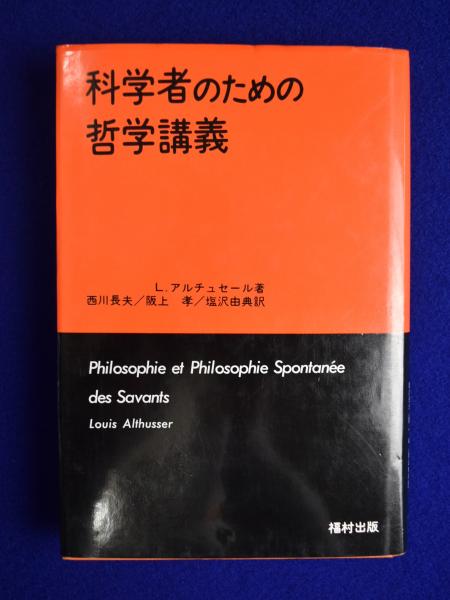 科学者のための
哲学講義
L.アルチュセール著
西川長夫/阪上 孝/塩沢由典訳
Philosophie et Philosophie Spontanée
des Savants
Louis Althusser
福村出版